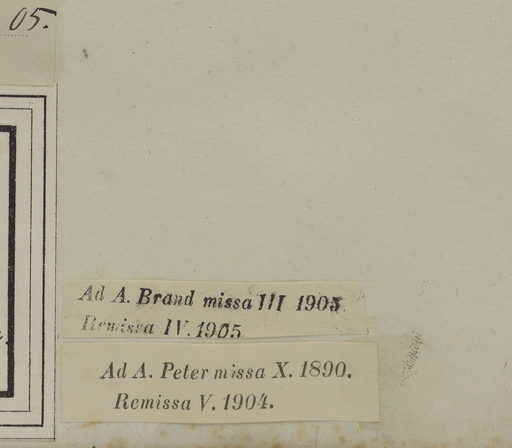 05.
Ad A. Brand missa III 1905.
Remissa IV. 1905
Ad A. Peter missa X. 1890.
Remissa V. 1904.